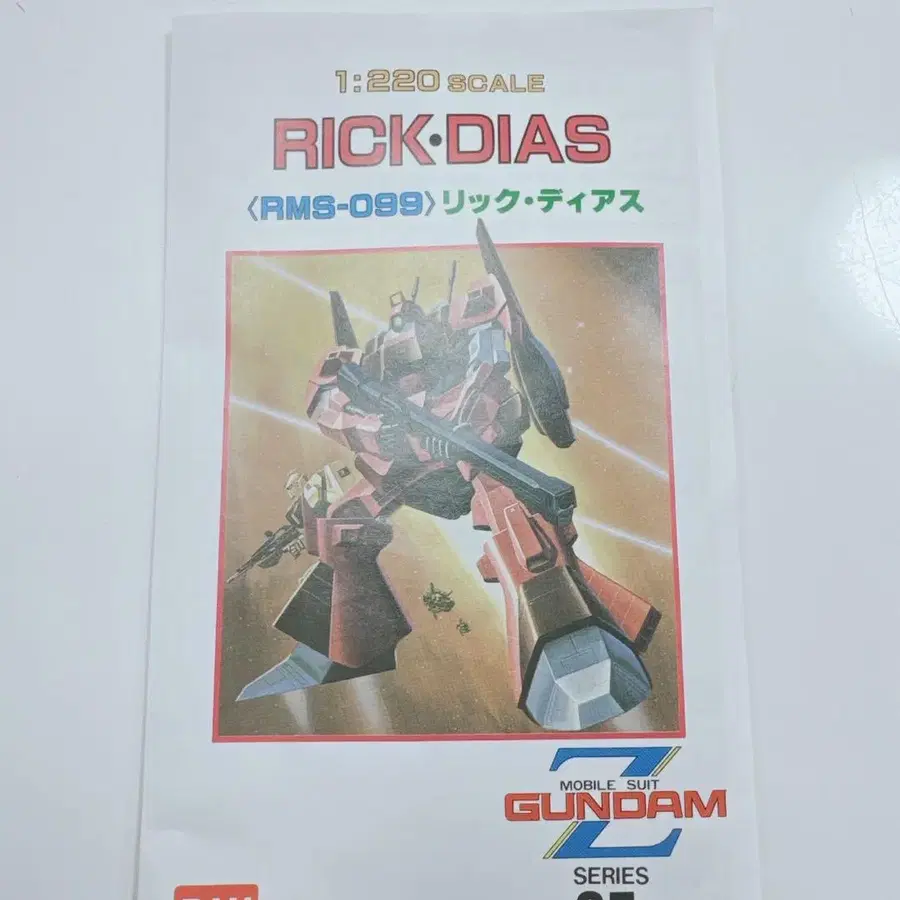 1:220 SCALE
RICK·DIAS
〈RMS-099〉リック・ディアス
MOBILE SUIT
GUNDAM
Z
SERIES